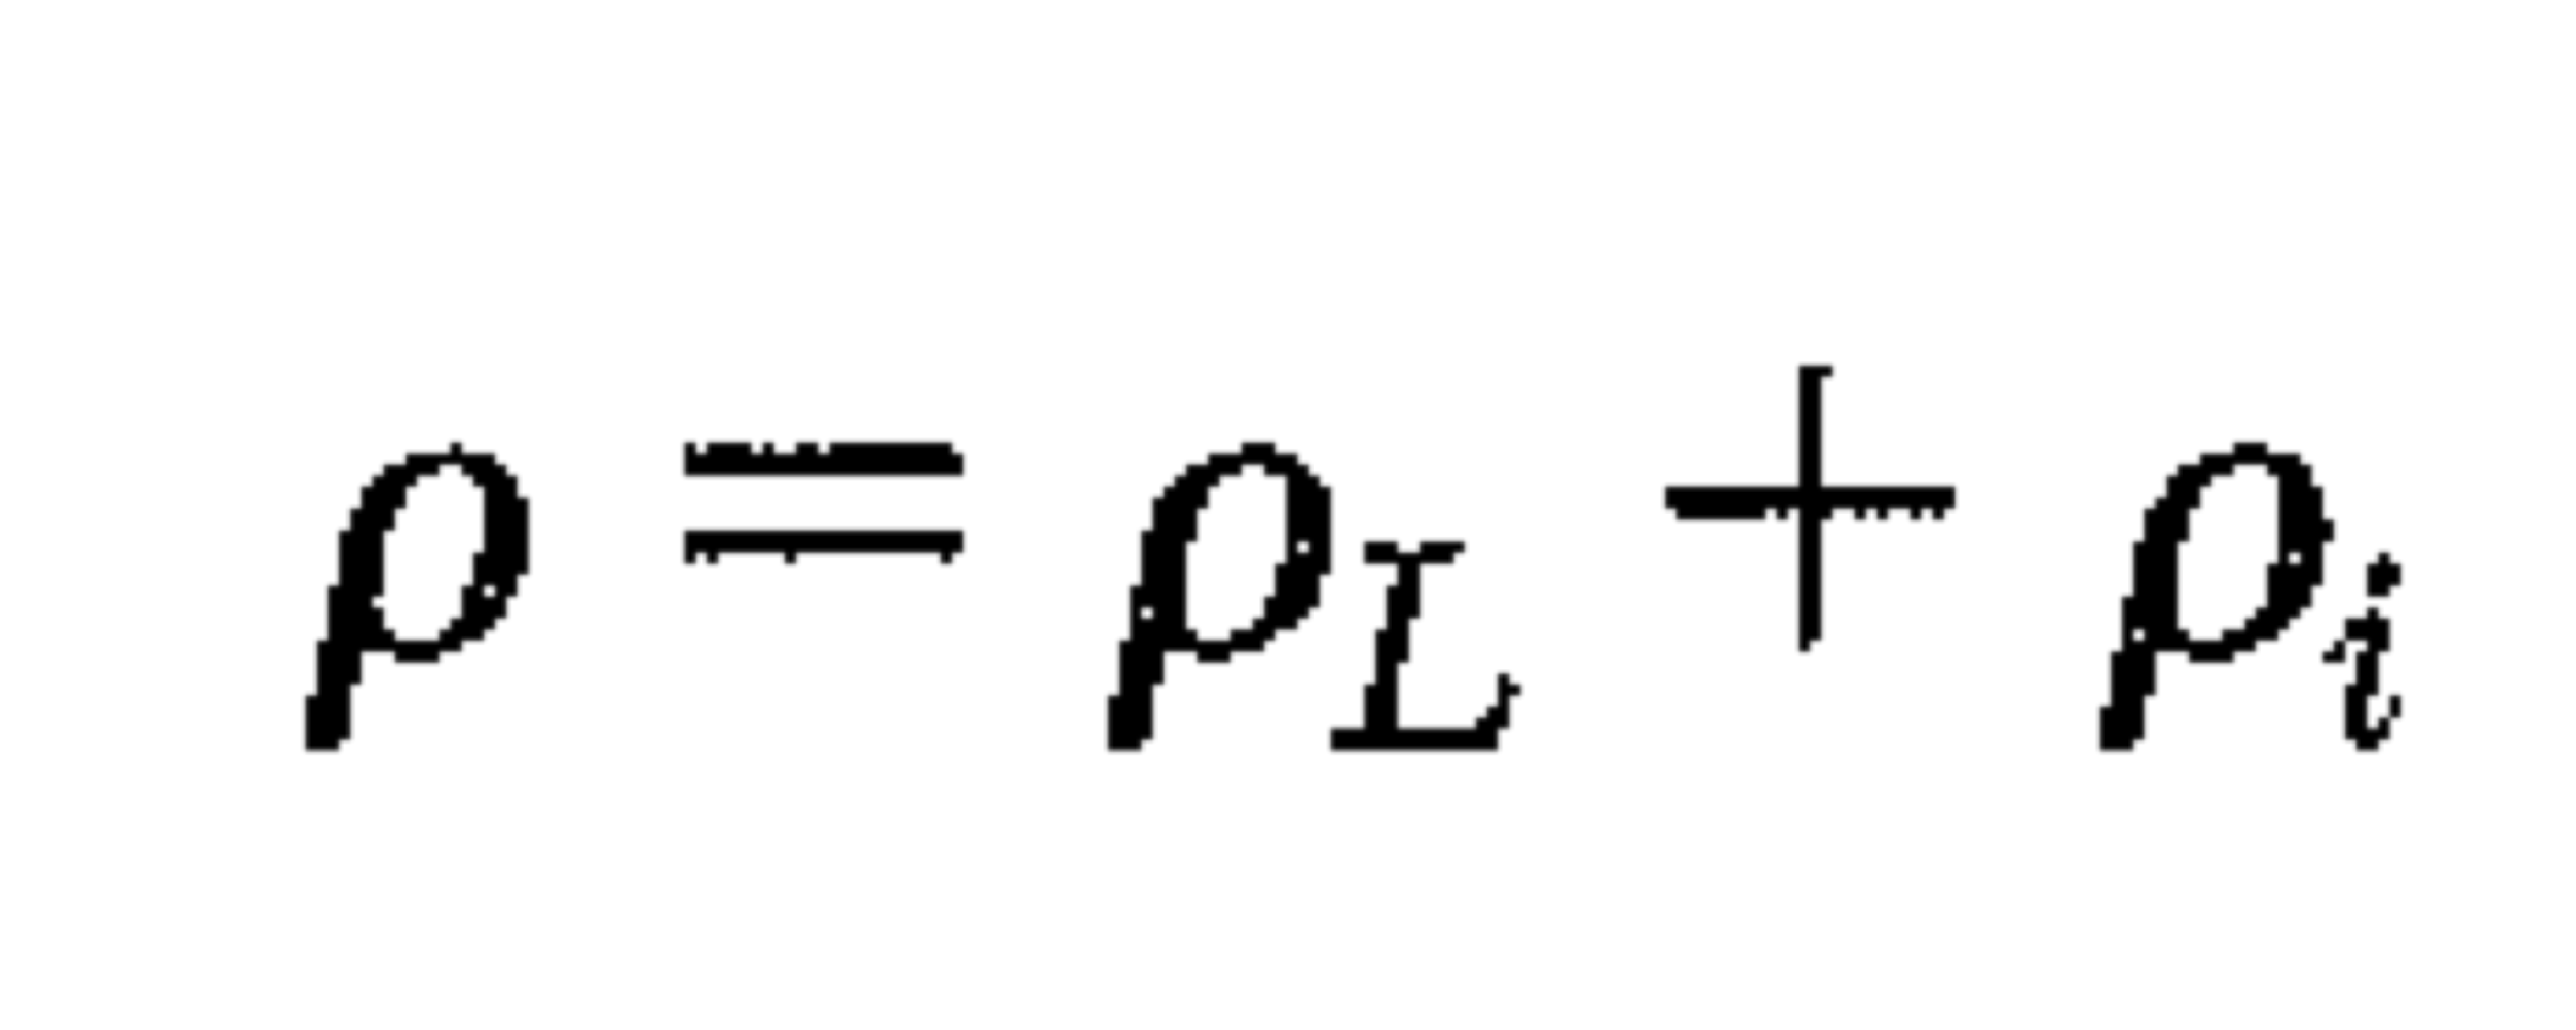 ρ = ρ_L + ρ_i